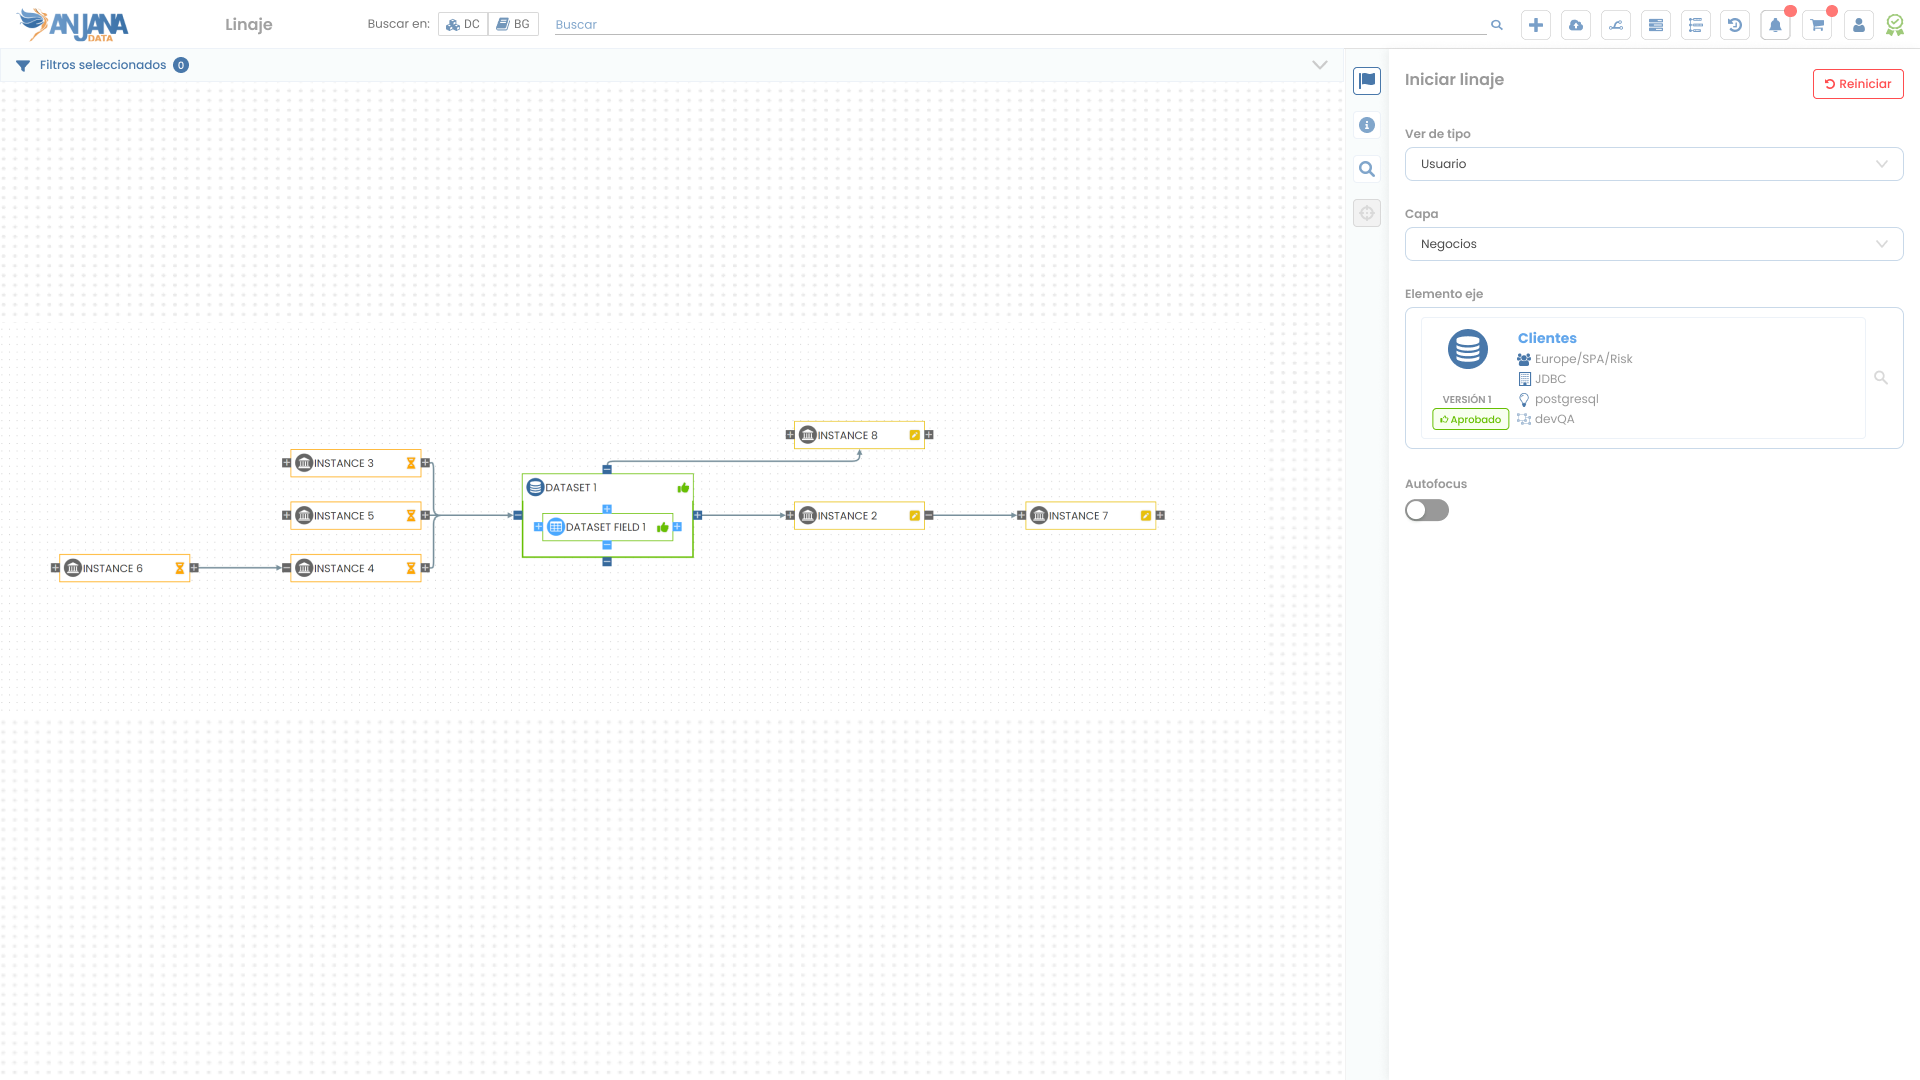 ANJANA
DATA
Linaje
Buscar en:
DC
BG
Buscar
Filtros seleccionados 0
Iniciar linaje
Reiniciar
Ver de tipo
Usuario
Capa
Negocios
Elemento eje
Clientes
Europe/SPA/Risk
JDBC
VERSIÓN 1
postgresql
Aprobado
devQA
Autofocus
INSTANCE 8
INSTANCE 3
DATASET 1
INSTANCE 5
DATASET FIELD 1
INSTANCE 2
INSTANCE 7
INSTANCE 6
INSTANCE 4